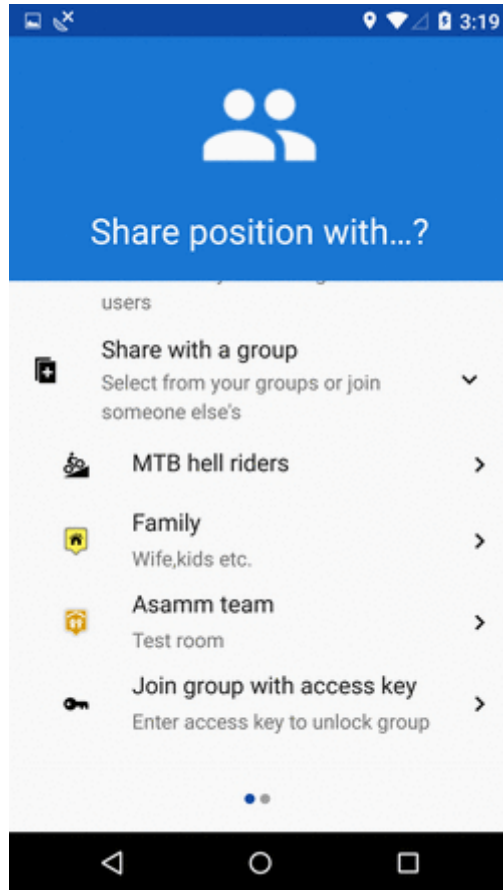 3:19
Share position with...?
users
Share with a group
Select from your groups or join
someone else's
MTB hell riders
Family
Wife,kids etc.
Asamm team
Test room
Join group with access key
Enter access key to unlock group